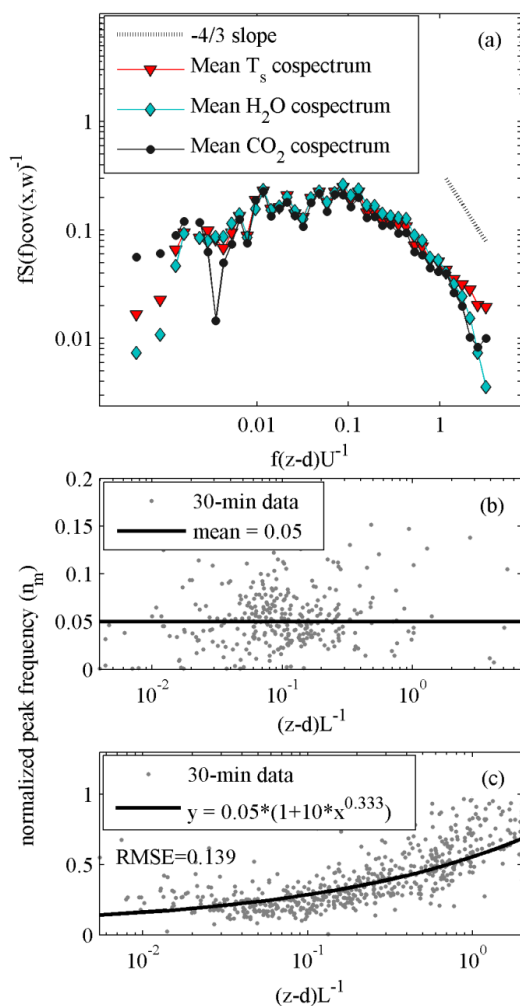 -4/3 slope
(a)
Mean T_s cospectrum
Mean H₂O cospectrum
Mean CO₂ cospectrum
fS(f)cov(x,w)⁻¹
1
0.1
0.01
0.01 0.1 1
f(z-d)U⁻¹
normalized peak frequency (n_m)
0.2
0.15
0.1
0.05
0
30-min data
mean = 0.05
(b)
10⁻² 10⁻¹ 10⁰
(z-d)L⁻¹
30-min data
y = 0.05*(1+10*x^0.333)
(c)
RMSE=0.139
1
0.5
0
10⁻² 10⁻¹ 10⁰
(z-d)L⁻¹